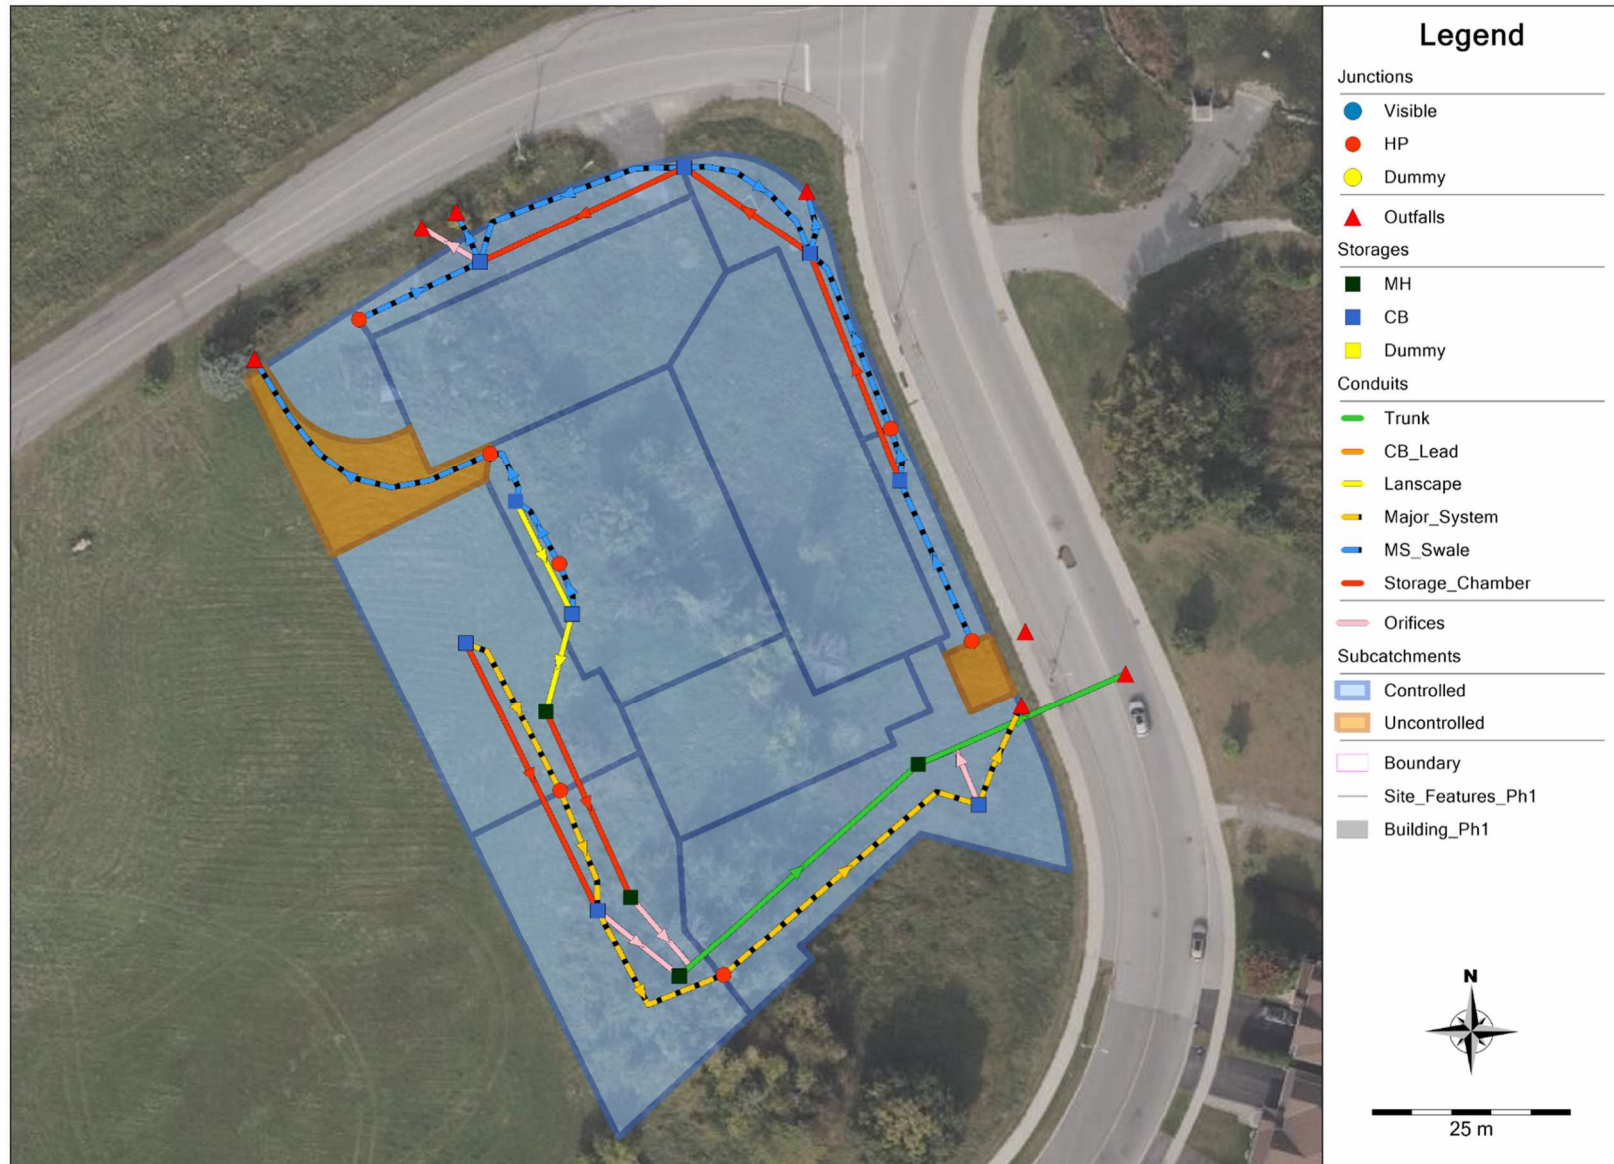 Legend
Junctions
Visible
HP
Dummy
Outfalls
Storages
MH
CB
Dummy
Conduits
Trunk
CB_Lead
Lanscape
Major_System
MS_Swale
Storage_Chamber
Orifices
Subcatchments
Controlled
Uncontrolled
Boundary
Site_Features_Ph1
Building_Ph1
N
25 m